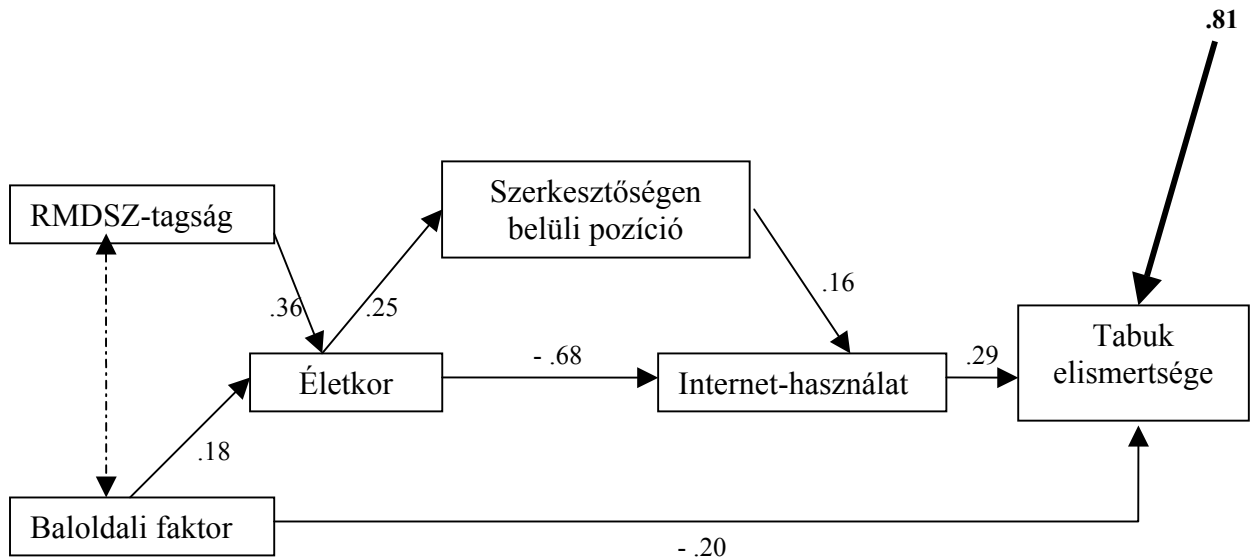 .81
Szerkesztőségen
belüli pozíció
RMDSZ-tagság
.36
.25
.16
Tabuk
elismertsége
Életkor
- .68
Internet-használat
.29
.18
Baloldali faktor
- .20